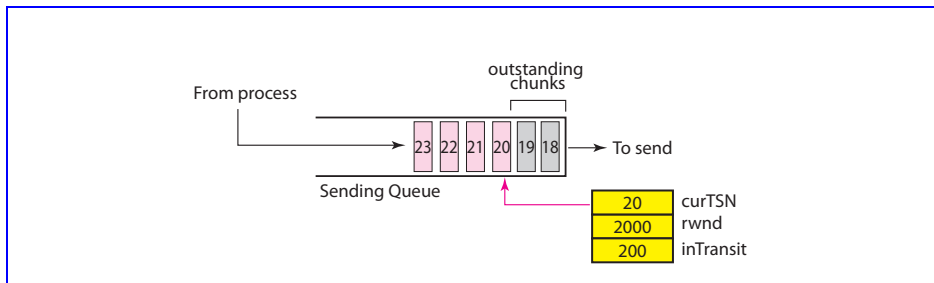 outstanding
chunks
From process
23 22 21 20 19 18
To send
Sending Queue
20 curTSN
2000 rwnd
200 inTransit